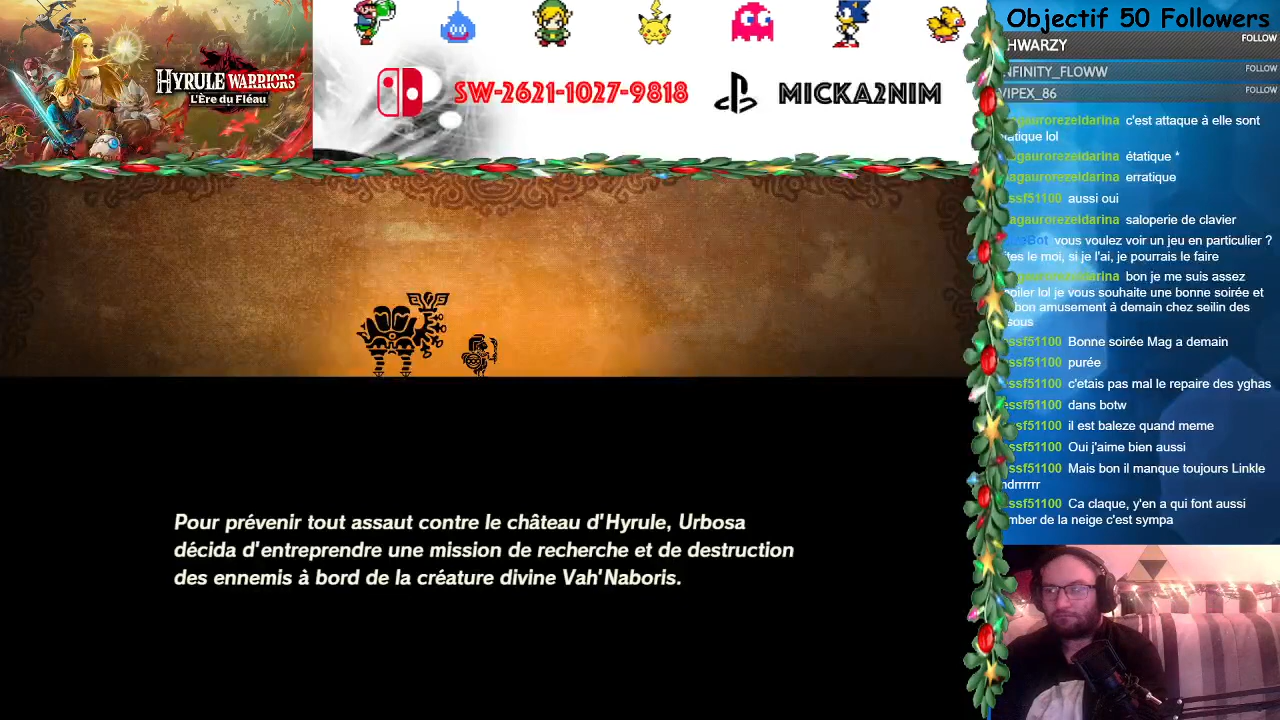 Objectif 50 Followers
HWARZY FOLLOW
NFINITY_FLOWW FOLLOW
VIPEX_86 FOLLOW
HYRULE WARRIORS
L'Ère du Fléau
SW-2621-1027-9818
MICKA2NIM
agaurorezeldarina c'est attaque à elle sont
ratique lol
agaurorezeldarina étatique *
agaurorezeldarina erratique
ssf51100 aussi oui
agaurorezeldarina saloperie de clavier
Bot vous voulez voir un jeu en particulier ?
tes le moi, si je l'ai, je pourrais le faire
agaurorezeldarina bon je me suis assez
oiler lol je vous souhaite une bonne soirée et
bon amusement à demain chez seilin des
sous
ssf51100 Bonne soirée Mag a demain
ssf51100 purée
ssf51100 c'etais pas mal le repaire des yghas
ssf51100 dans botw
ssf51100 il est baleze quand meme
ssf51100 Oui j'aime bien aussi
ssf51100 Mais bon il manque toujours Linkle
ndrrrrrr
ssf51100 Ca claque, y'en a qui font aussi
mber de la neige c'est sympa
Pour prévenir tout assaut contre le château d'Hyrule, Urbosa
décida d'entreprendre une mission de recherche et de destruction
des ennemis à bord de la créature divine Vah'Naboris.